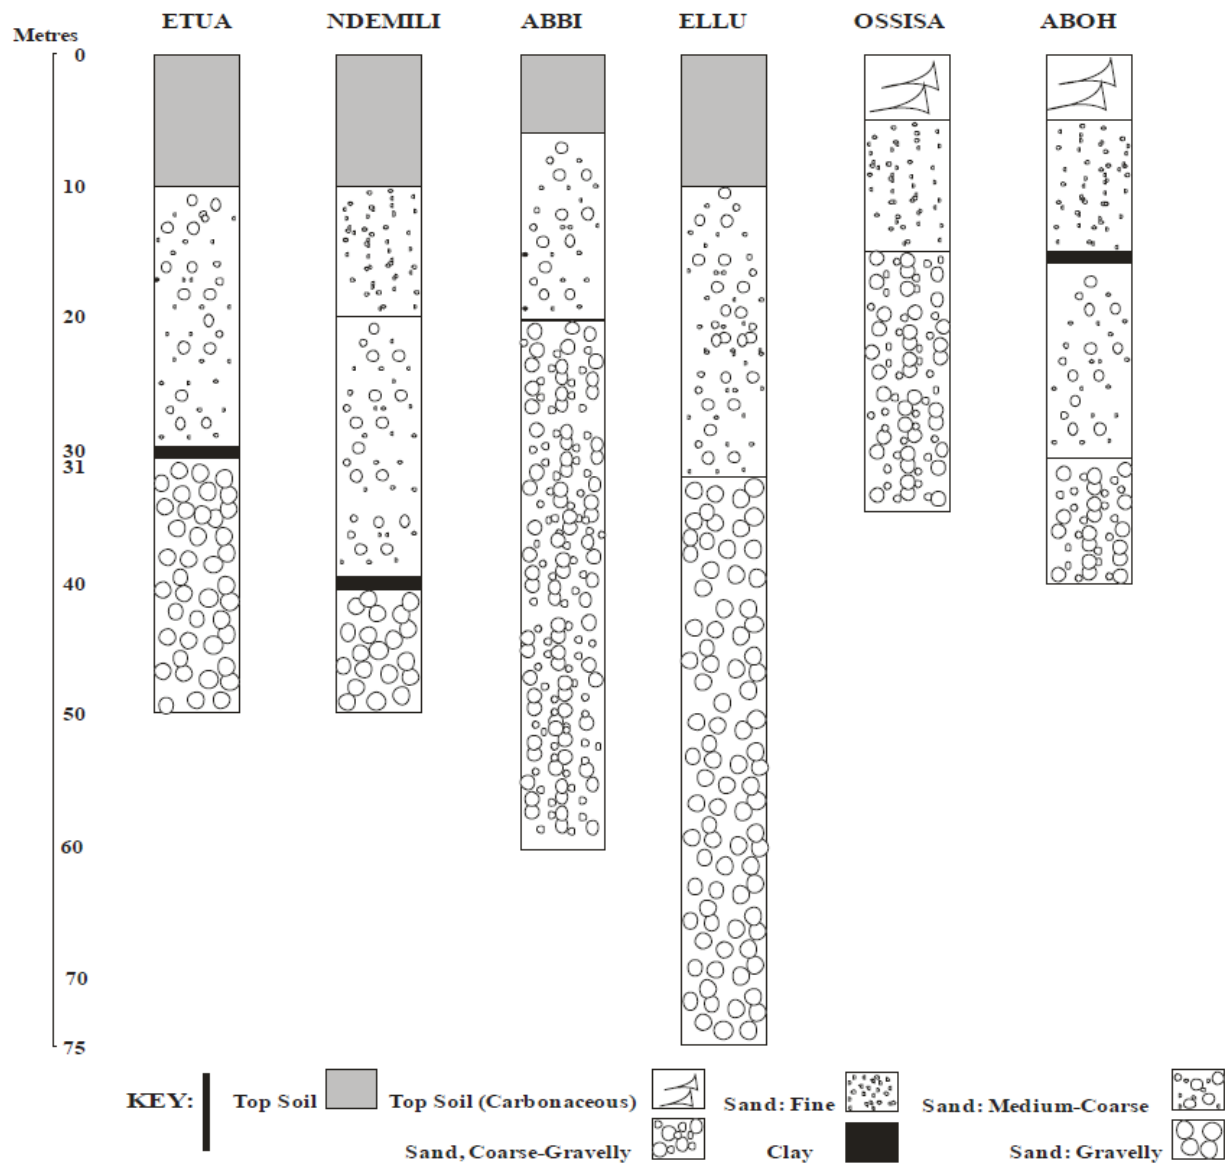 ETUA NDEMILI ABBI ELLU OSSISA ABOH
Metres
0
10
20
30
31
40
50
60
70
75
KEY: Top Soil Top Soil (Carbonaceous) Sand: Fine Sand: Medium-Coarse
Sand, Coarse-Gravelly Clay Sand: Gravelly